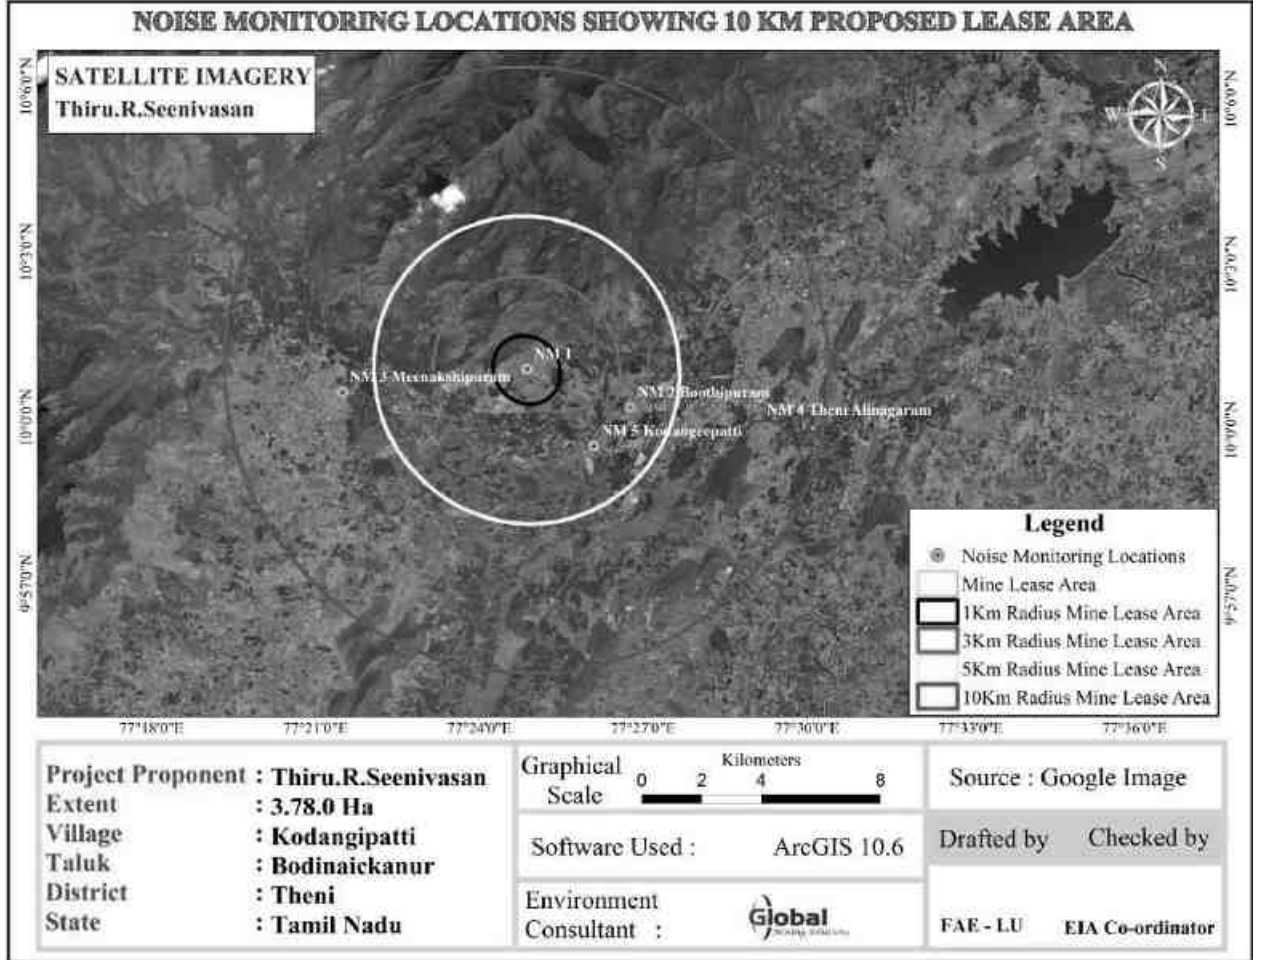 NOISE MONITORING LOCATIONS SHOWING 10 KM PROPOSED LEASE AREA
SATELLITE IMAGERY
Thiru.R.Seenivasan
N
W
E
S
10°6'0"N
10°6'0"N
10°3'0"N
10°3'0"N
10°0'0"N
10°0'0"N
9°57'0"N
9°57'0"N
NM 1
NM 3 Meenakshipuram
NM 2 Boothipuram
NM 4 Theni Alinagaram
NM 5 Kodangeepatti
Legend
Noise Monitoring Locations
Mine Lease Area
1Km Radius Mine Lease Area
3Km Radius Mine Lease Area
5Km Radius Mine Lease Area
10Km Radius Mine Lease Area
77°18'0"E 77°21'0"E 77°24'0"E 77°27'0"E 77°30'0"E 77°33'0"E 77°36'0"E
Project Proponent : Thiru.R.Seenivasan
Extent : 3.78.0 Ha
Village : Kodangipatti
Taluk : Bodinaickanur
District : Theni
State : Tamil Nadu
Graphical Scale
Kilometers
0 2 4 8
Software Used : ArcGIS 10.6
Environment
Consultant :
Global
Source : Google Image
Drafted by Checked by
FAE - LU EIA Co-ordinator